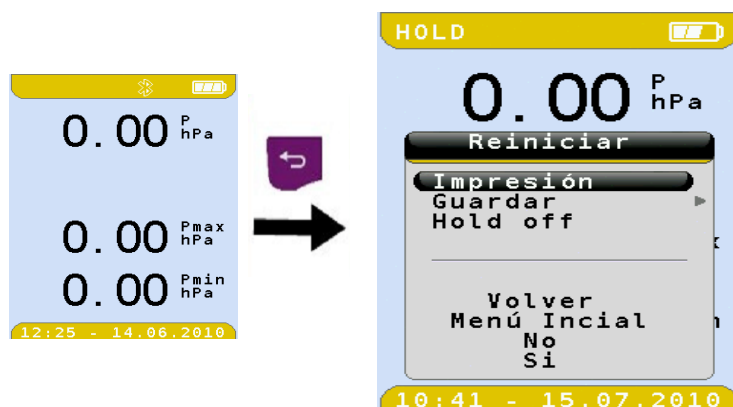 0.00 P
hPa
0.00 Pmax
hPa
0.00 Pmin
hPa
12:25 - 14.06.2010
HOLD
0.00 P
hPa
Reiniciar
Impresión
Guardar
Hold off
Volver
Menú Incial
No
Si
10:41 - 15.07.2010